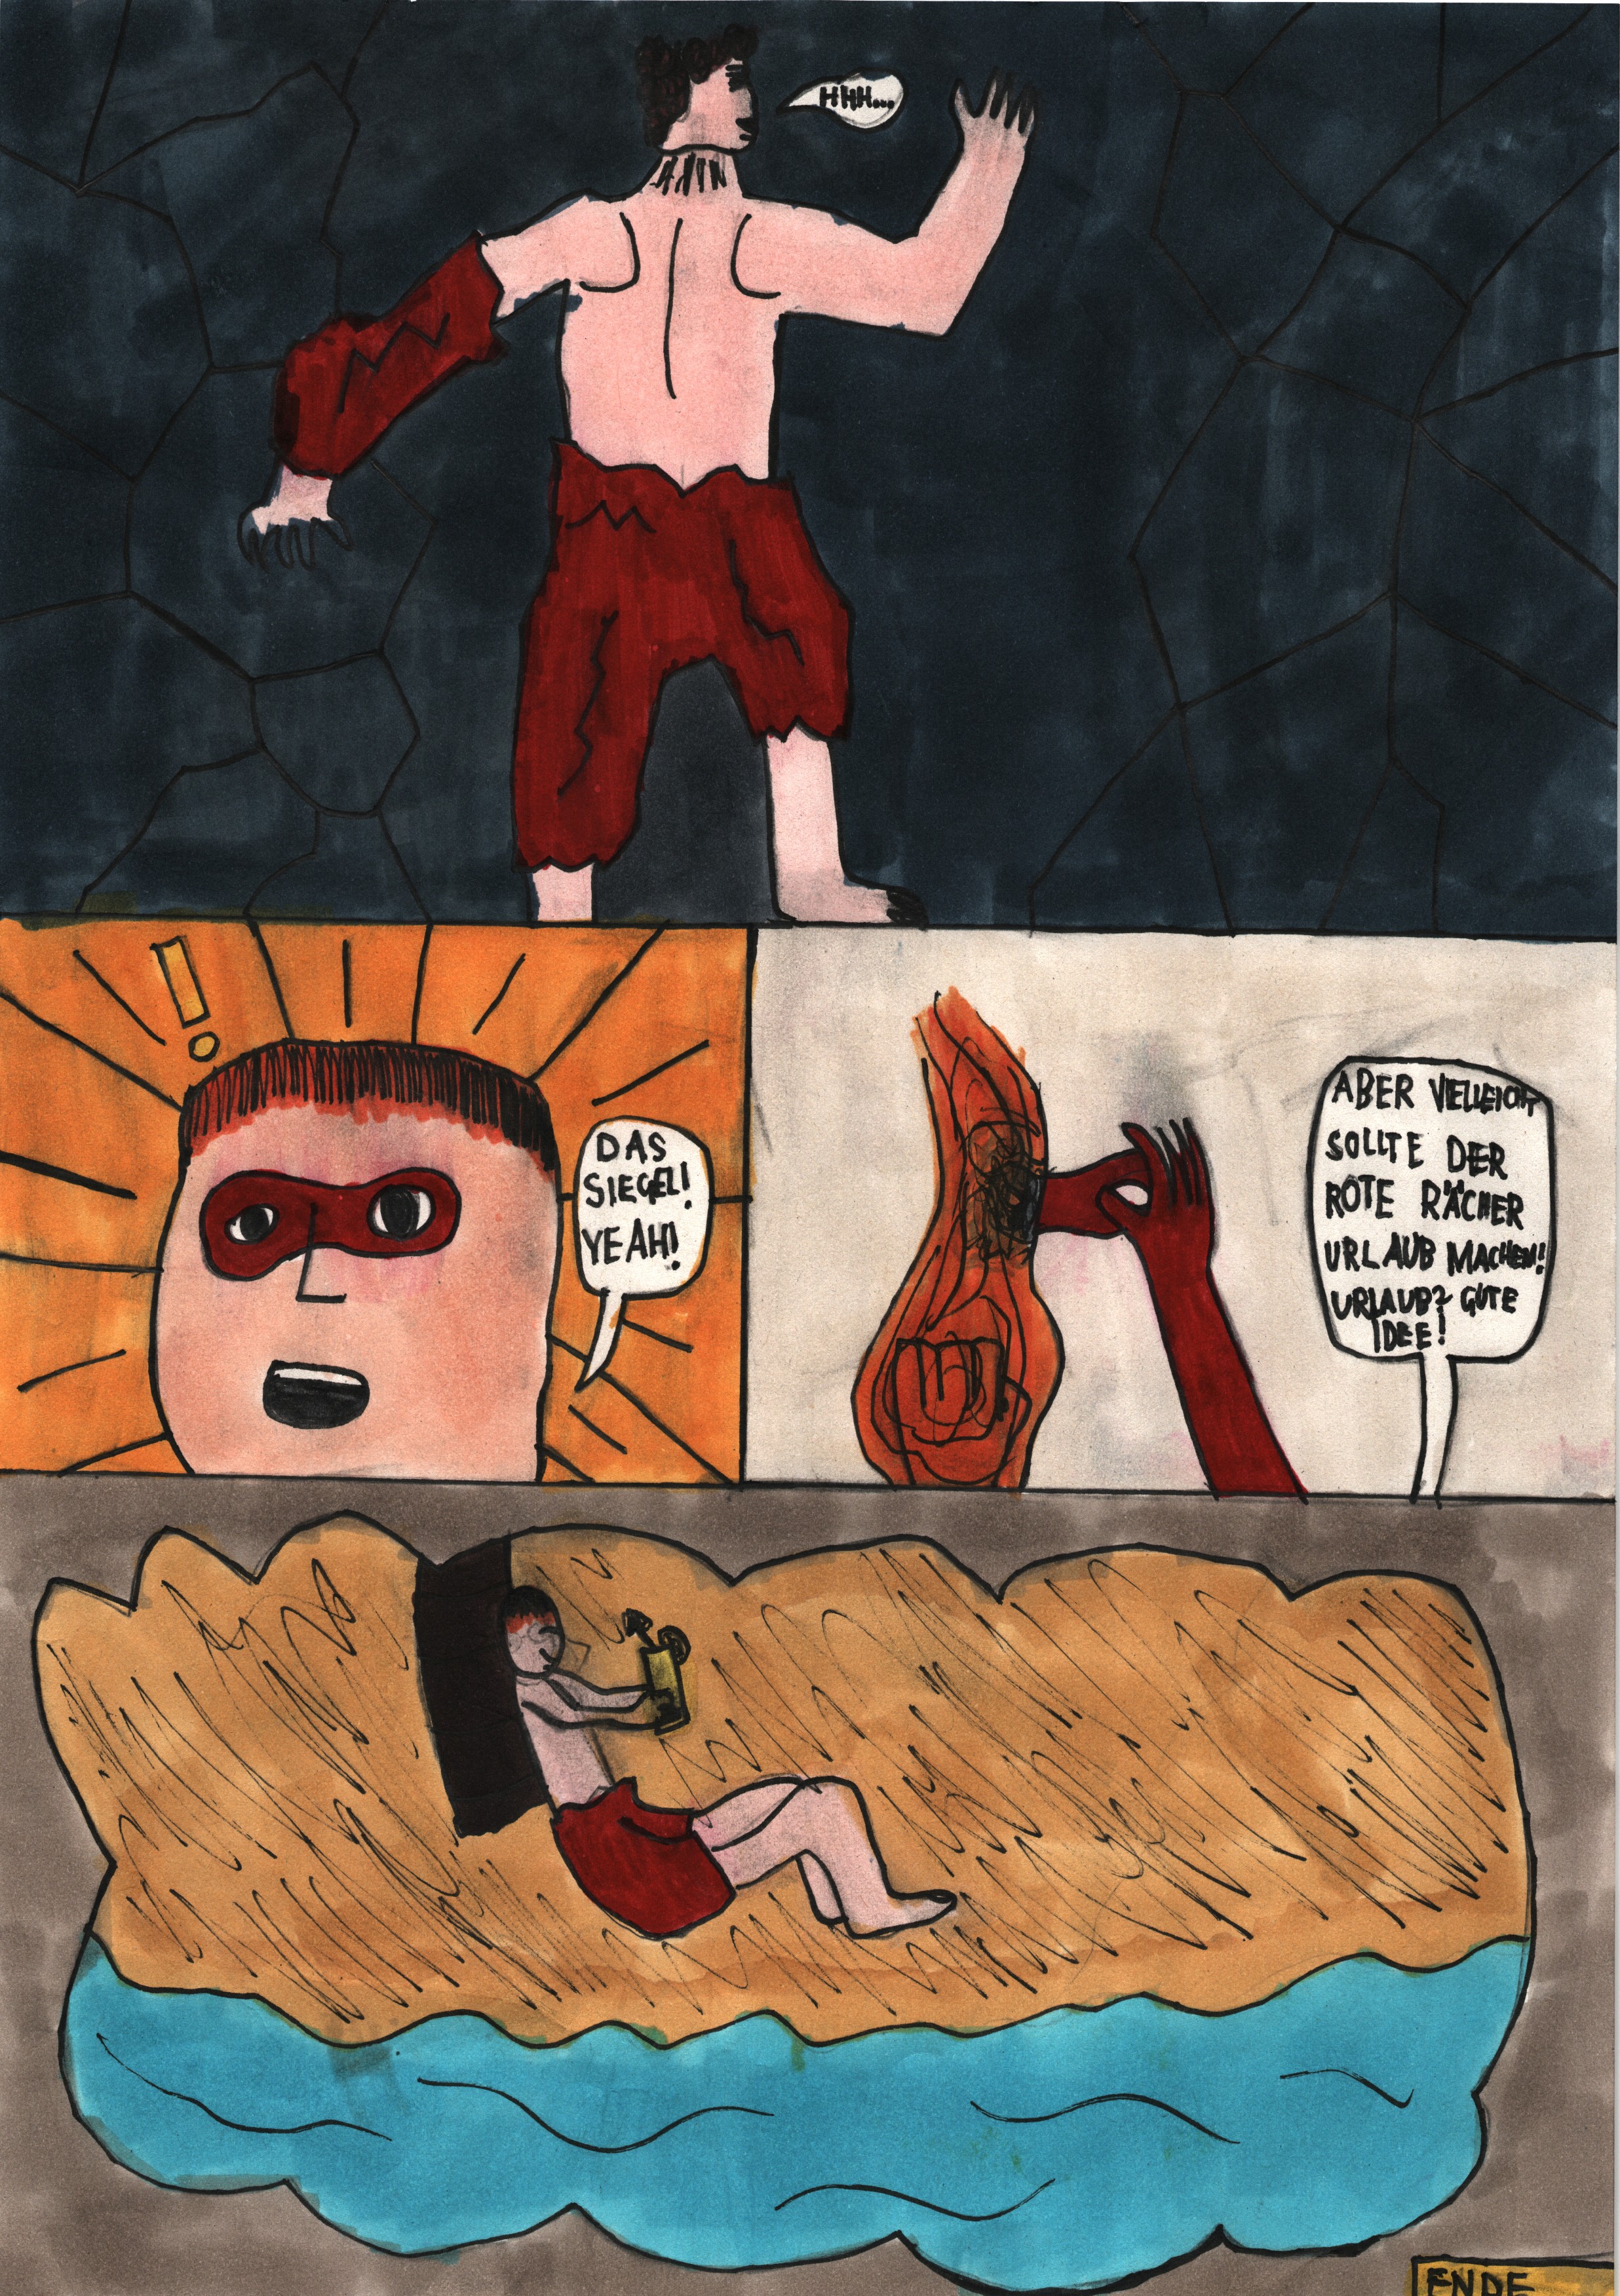 HHH...
!
DAS
SIEGEL!
YEAH!
ABER VIELLEICHT
SOLLTE DER
ROTE RÄCHER
URLAUB MACHEN!
URLAUB? GUTE
IDEE!
ENDE